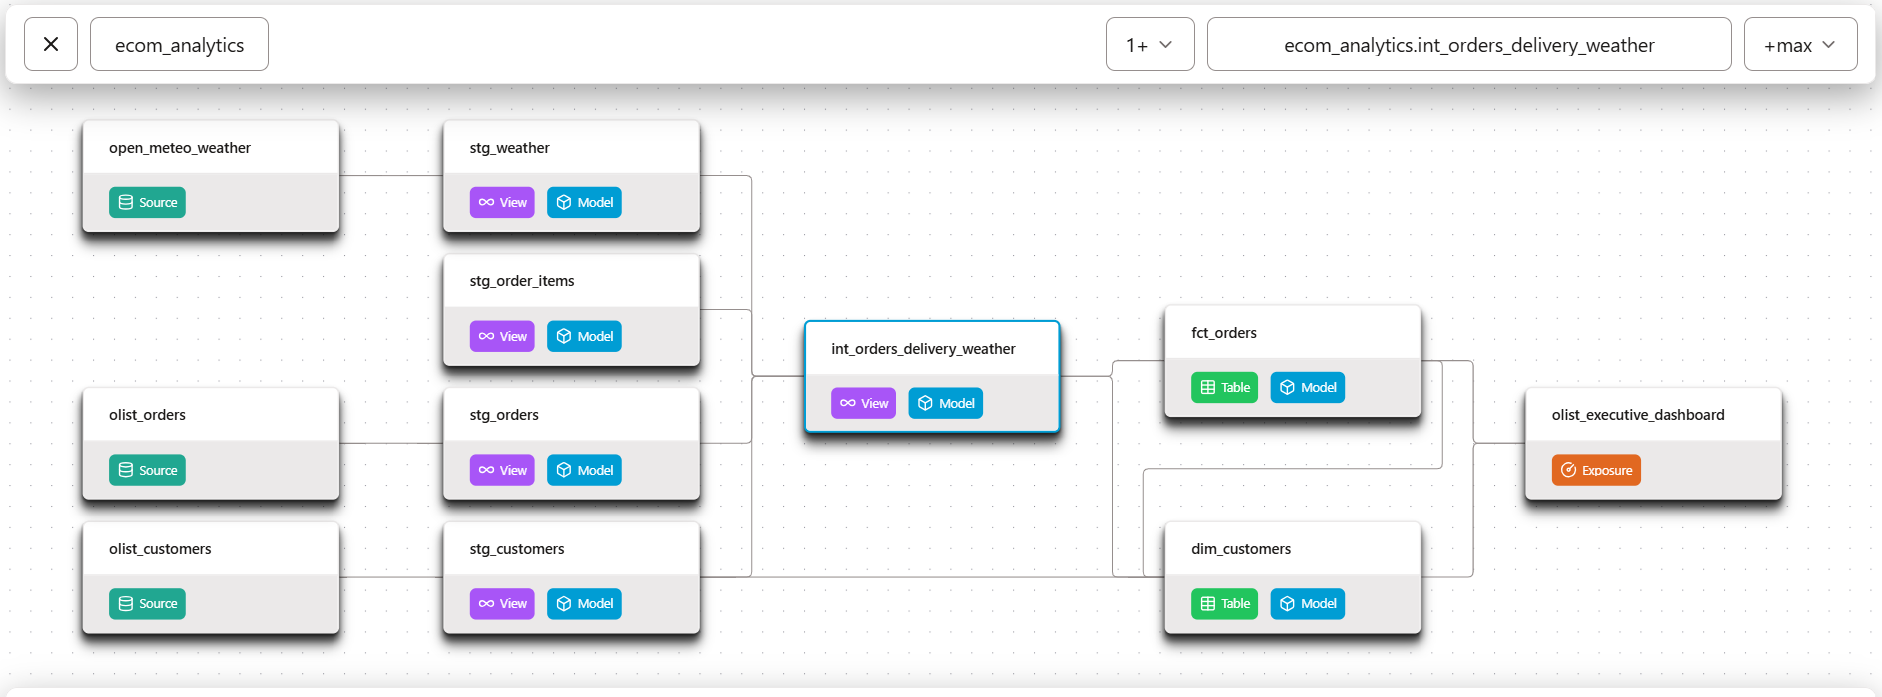 ecom_analytics
1+
ecom_analytics.int_orders_delivery_weather
+max
open_meteo_weather
Source
stg_weather
View Model
stg_order_items
View Model
olist_orders
Source
stg_orders
View Model
olist_customers
Source
stg_customers
View Model
int_orders_delivery_weather
View Model
fct_orders
Table Model
dim_customers
Table Model
olist_executive_dashboard
Exposure